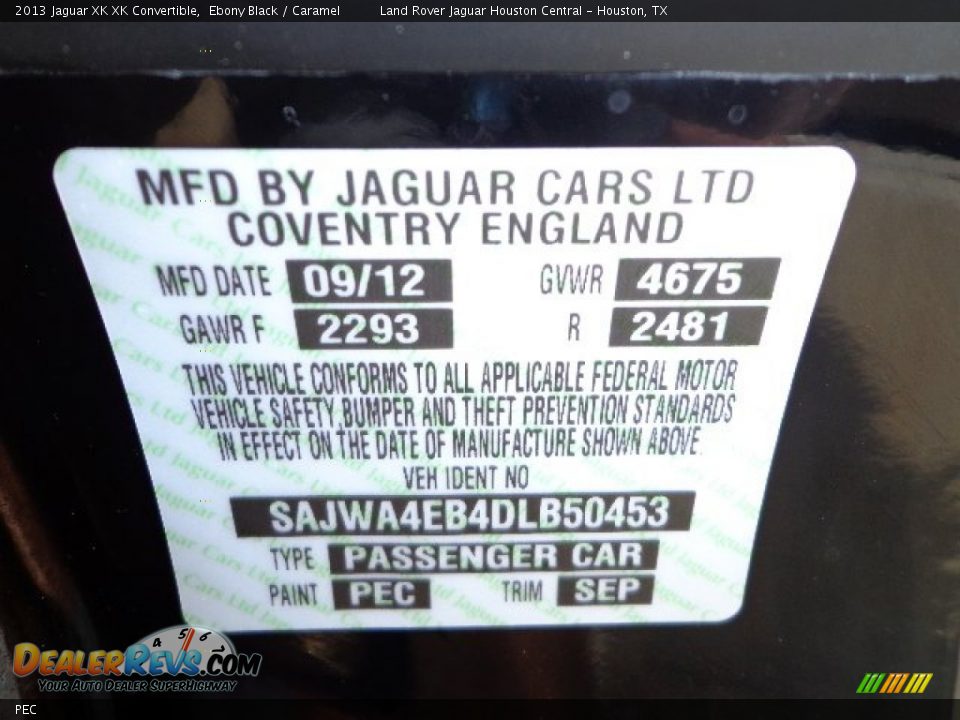 2013 Jaguar XK XK Convertible, Ebony Black / Caramel Land Rover Jaguar Houston Central - Houston, TX
MFD BY JAGUAR CARS LTD
COVENTRY ENGLAND
MFD DATE 09/12 GVWR 4675
GAWR F 2293 R 2481
THIS VEHICLE CONFORMS TO ALL APPLICABLE FEDERAL MOTOR
VEHICLE SAFETY, BUMPER AND THEFT PREVENTION STANDARDS
IN EFFECT ON THE DATE OF MANUFACTURE SHOWN ABOVE.
VEH IDENT NO
SAJWA4EB4DLB50453
TYPE PASSENGER CAR
PAINT PEC TRIM SEP
4 5 6
DEALERREVS.COM
YOUR AUTO DEALER SUPERHIGHWAY
PEC